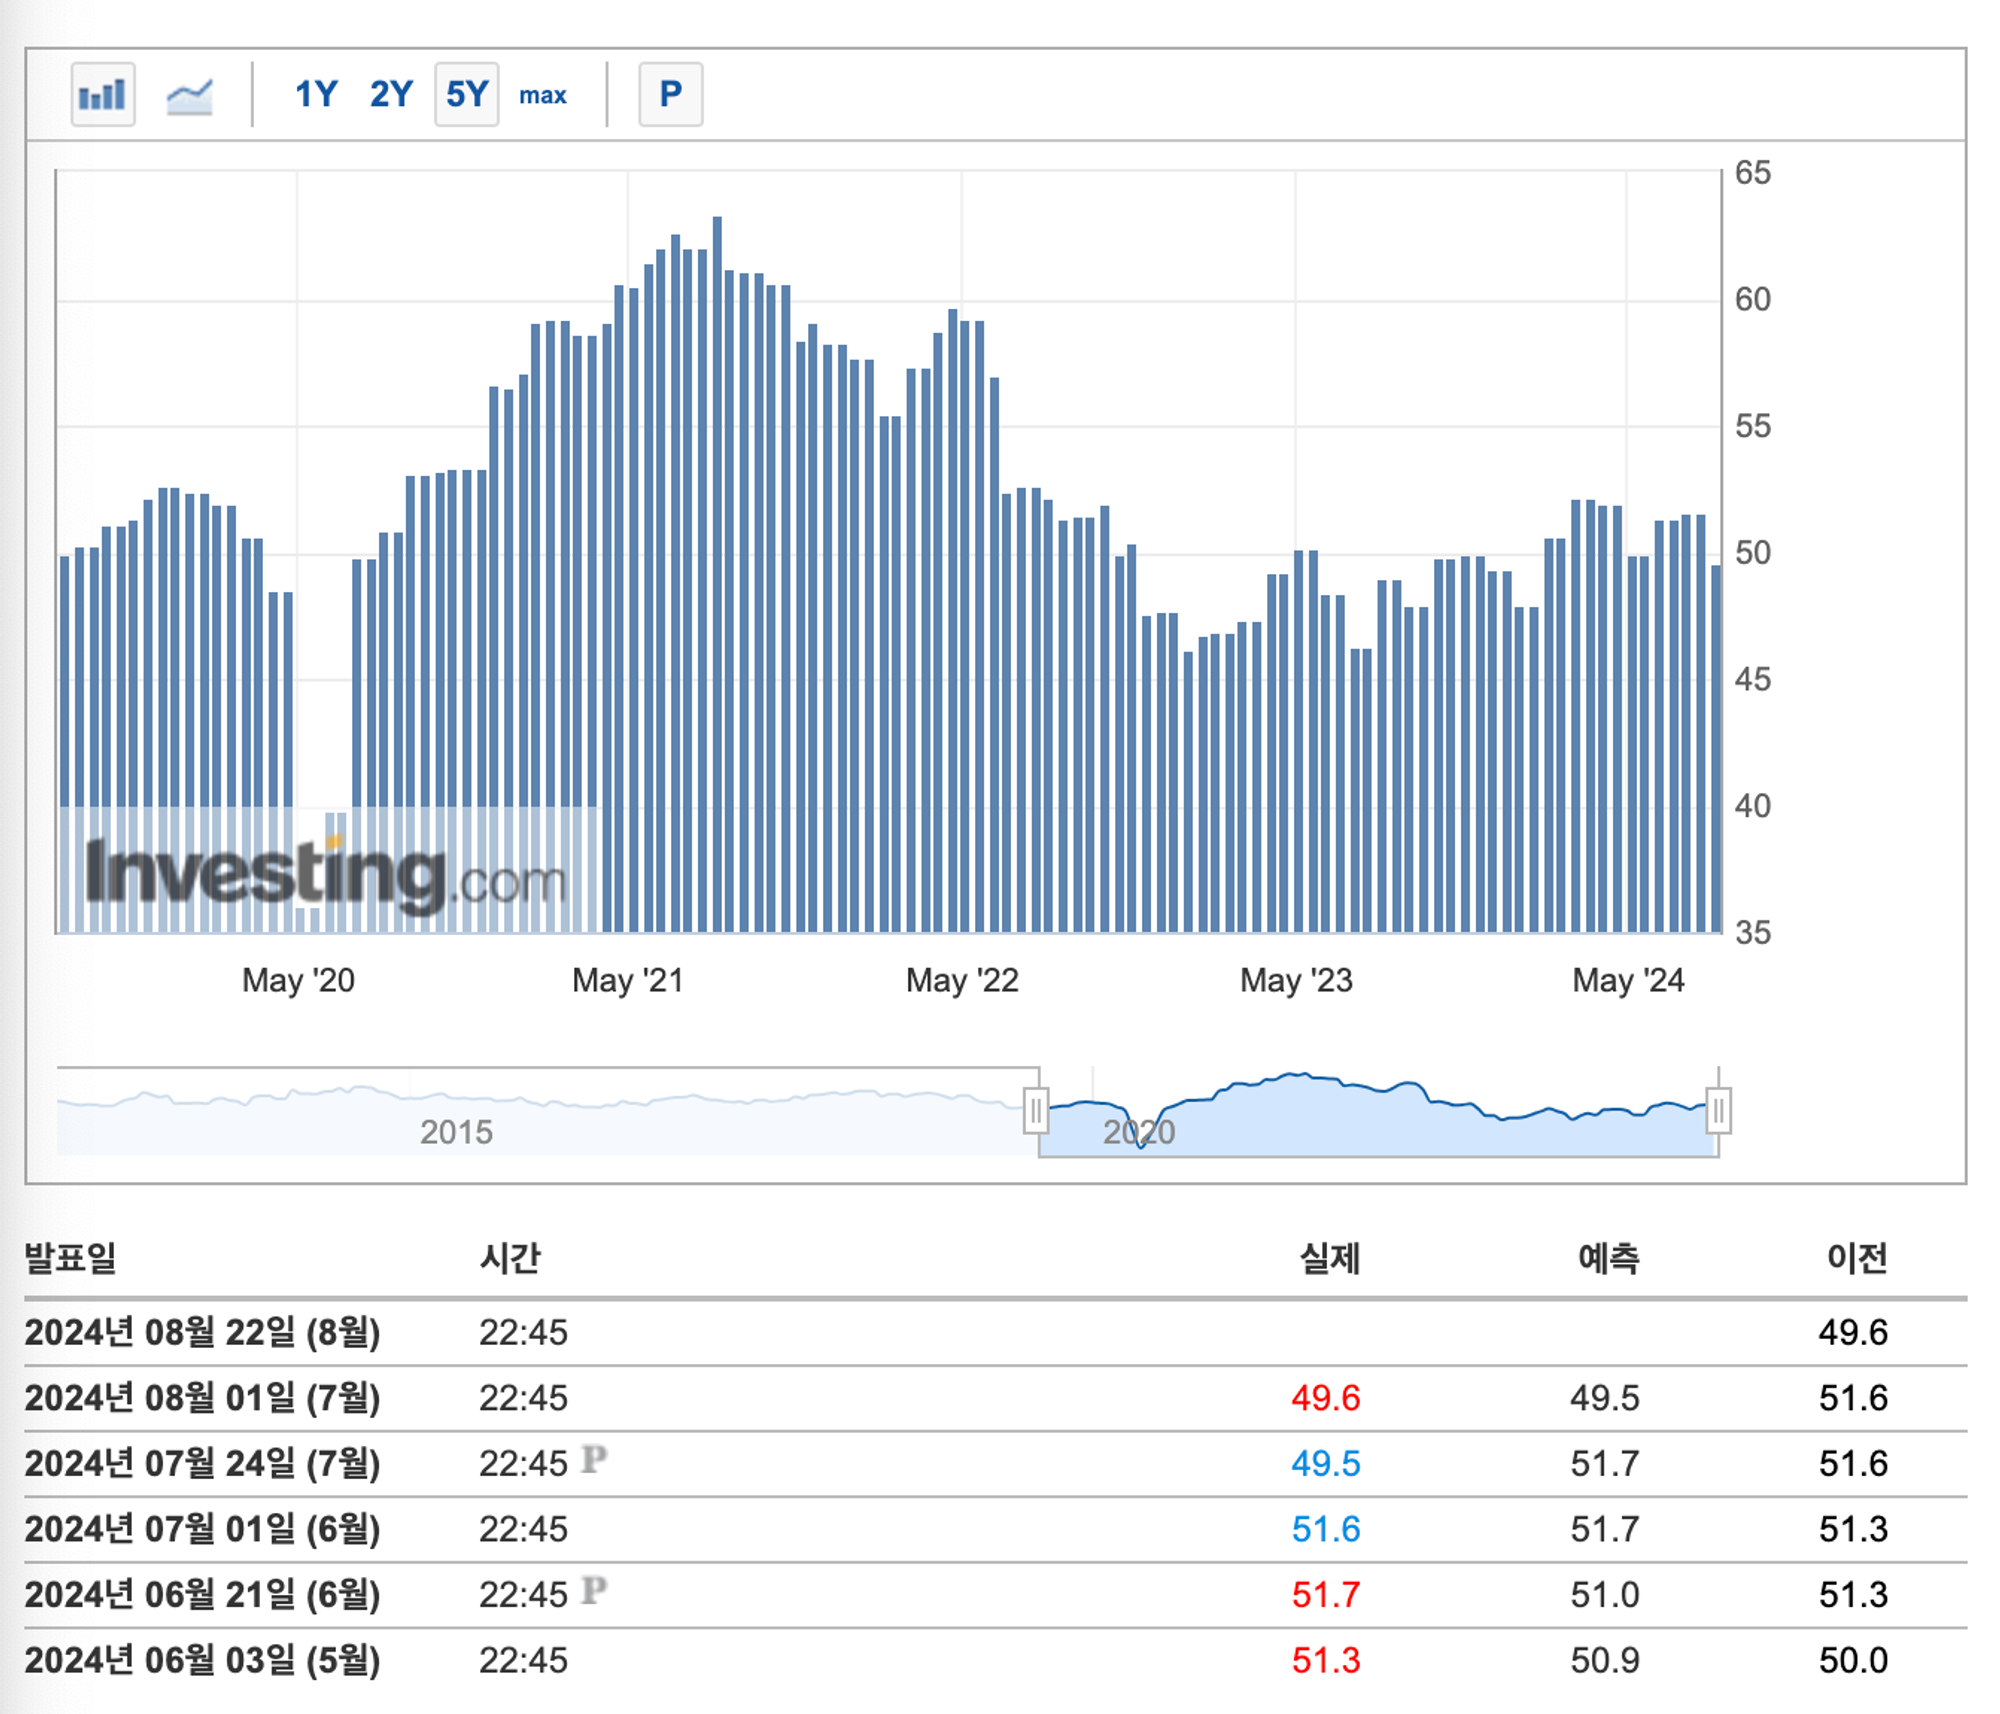 1Y 2Y 5Y max P
65
60
55
50
45
40
35
Investing.com
May '20 May '21 May '22 May '23 May '24
2015 2020
발표일 시간 실제 예측 이전
2024년 08월 22일 (8월) 22:45 49.6
2024년 08월 01일 (7월) 22:45 49.6 49.5 51.6
2024년 07월 24일 (7월) 22:45 P 49.5 51.7 51.6
2024년 07월 01일 (6월) 22:45 51.6 51.7 51.3
2024년 06월 21일 (6월) 22:45 P 51.7 51.0 51.3
2024년 06월 03일 (5월) 22:45 51.3 50.9 50.0